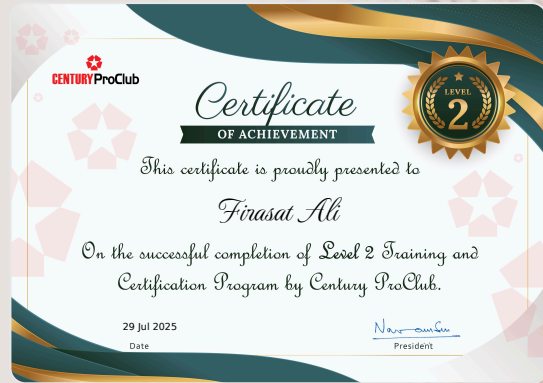 CENTURY ProClub
Certificate
OF ACHIEVEMENT
LEVEL
2
This certificate is proudly presented to
Firasat Ali
On the successful completion of Level 2 Training and
Certification Program by Century ProClub.
29 Jul 2025
Date
President